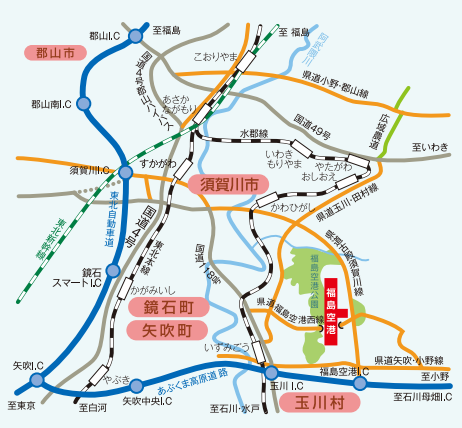 郡山I.C
至福島
至 福島
郡山市
こおりやま
国道4号郡山バイパス
阿武隈川
県道小野・郡山線
郡山南I.C
あさか
ながもり
国道49号
広域農道
水郡線
いわき
もりやま
やたがわ
至いわき
須賀川I.C
すかがわ
おしおえ
須賀川市
県道玉川・田村線
かわひがし
東北新幹線
東北自動車道
国道4号
東北本線
国道118号
鏡石
スマートI.C
かがみいし
福島空港公園
福島空港
県道福島空港西線
鏡石町
矢吹町
いずみごう
県道矢吹・小野線
矢吹I.C
やぶき
あぶくま高原道路
福島空港I.C
至小野
至東京
至白河
矢吹中央I.C
玉川I.C
至石川・水戸
玉川村
至石川母畑I.C